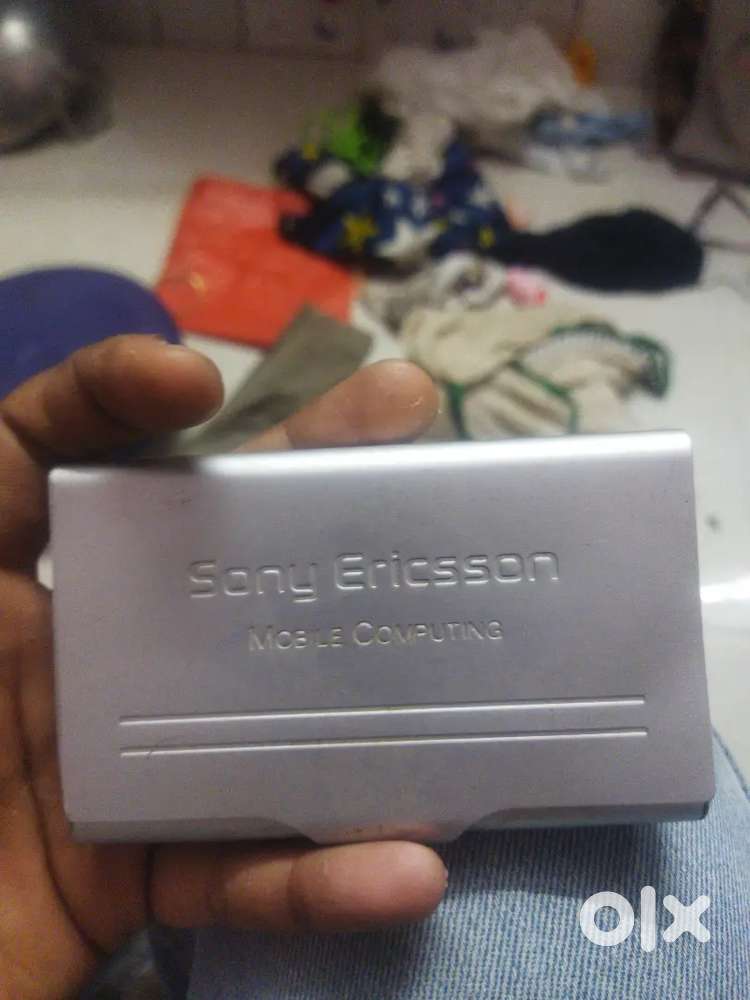 Sony Ericsson
MOBILE COMPUTING
olx